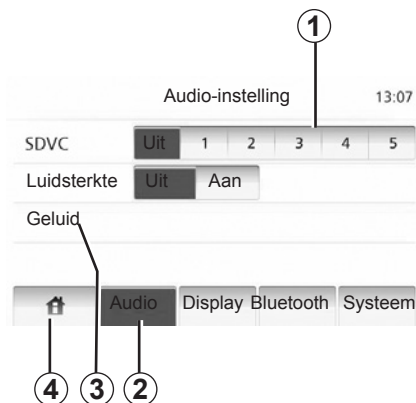 1
Audio-instelling 13:07
SDVC Uit 1 2 3 4 5
Luidsterkte Uit Aan
Geluid
Audio Display Bluetooth Systeem
4 3 2